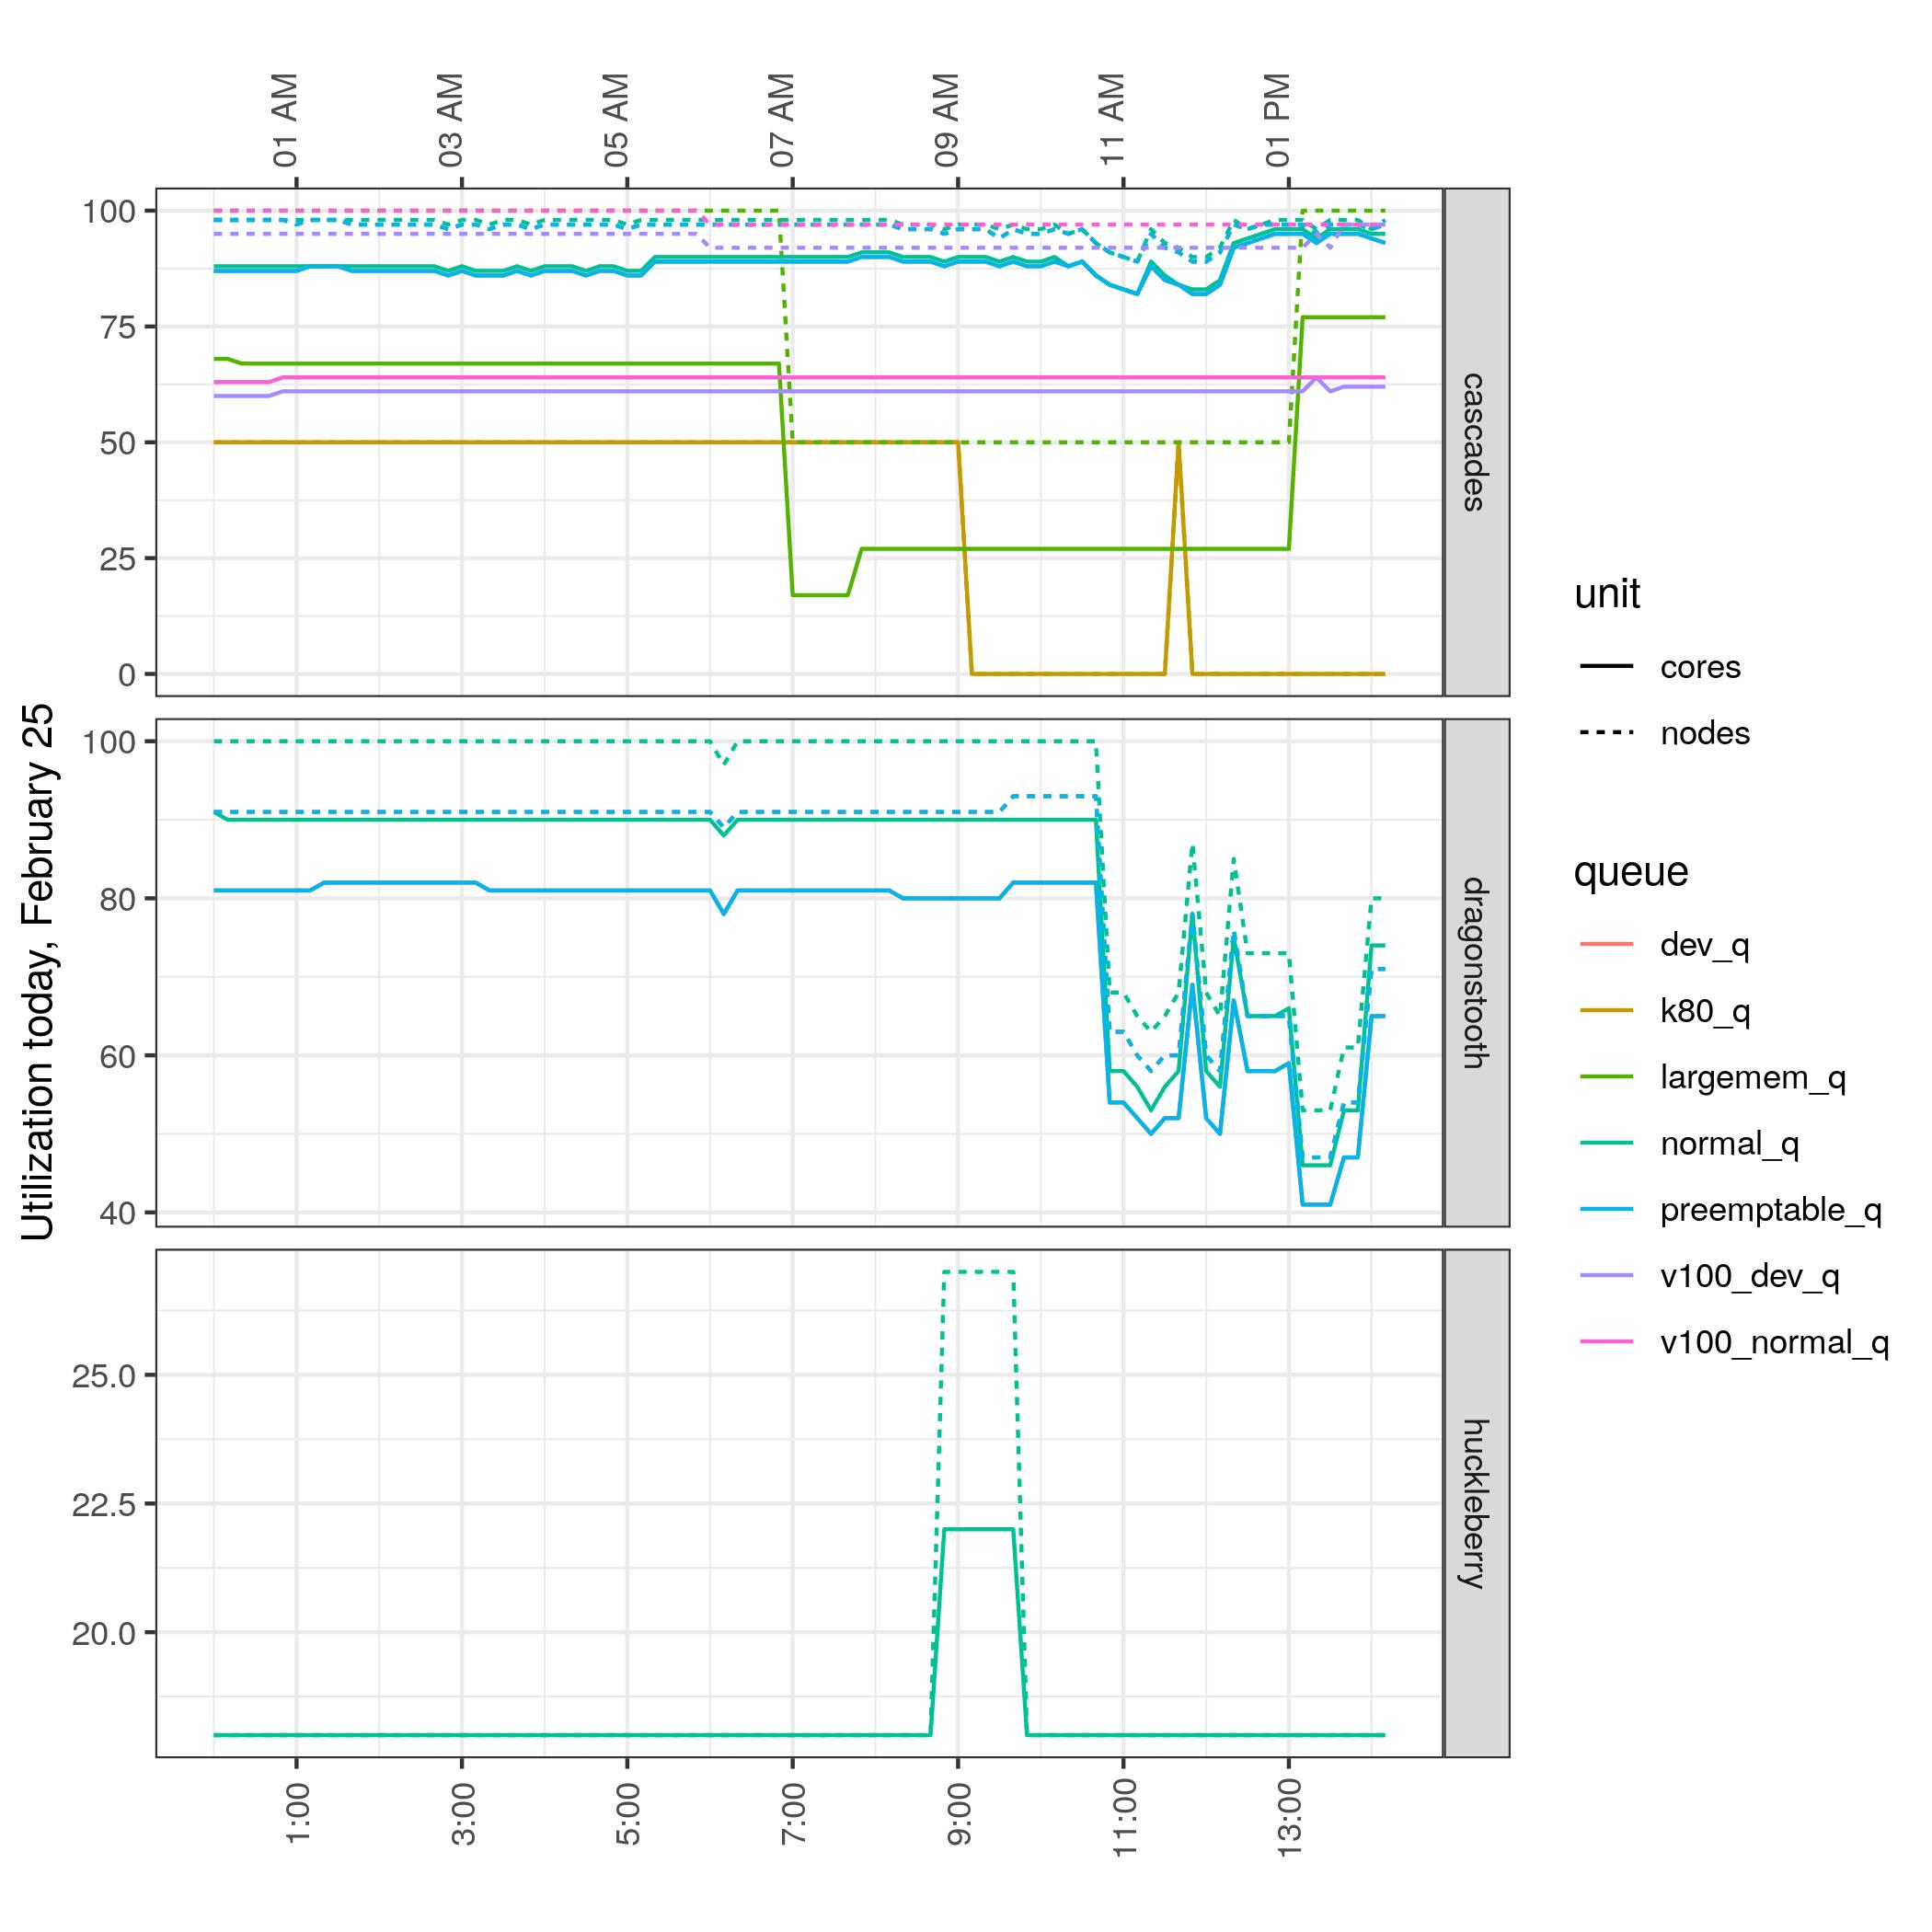 01 AM
03 AM
05 AM
07 AM
09 AM
11 AM
01 PM
Utilization today, February 25
100
75
50
25
0
cascades
100
80
60
40
dragonstooth
25.0
22.5
20.0
huckleberry
1:00
3:00
5:00
7:00
9:00
11:00
13:00
unit
cores
nodes
queue
dev_q
k80_q
largemem_q
normal_q
preemptable_q
v100_dev_q
v100_normal_q